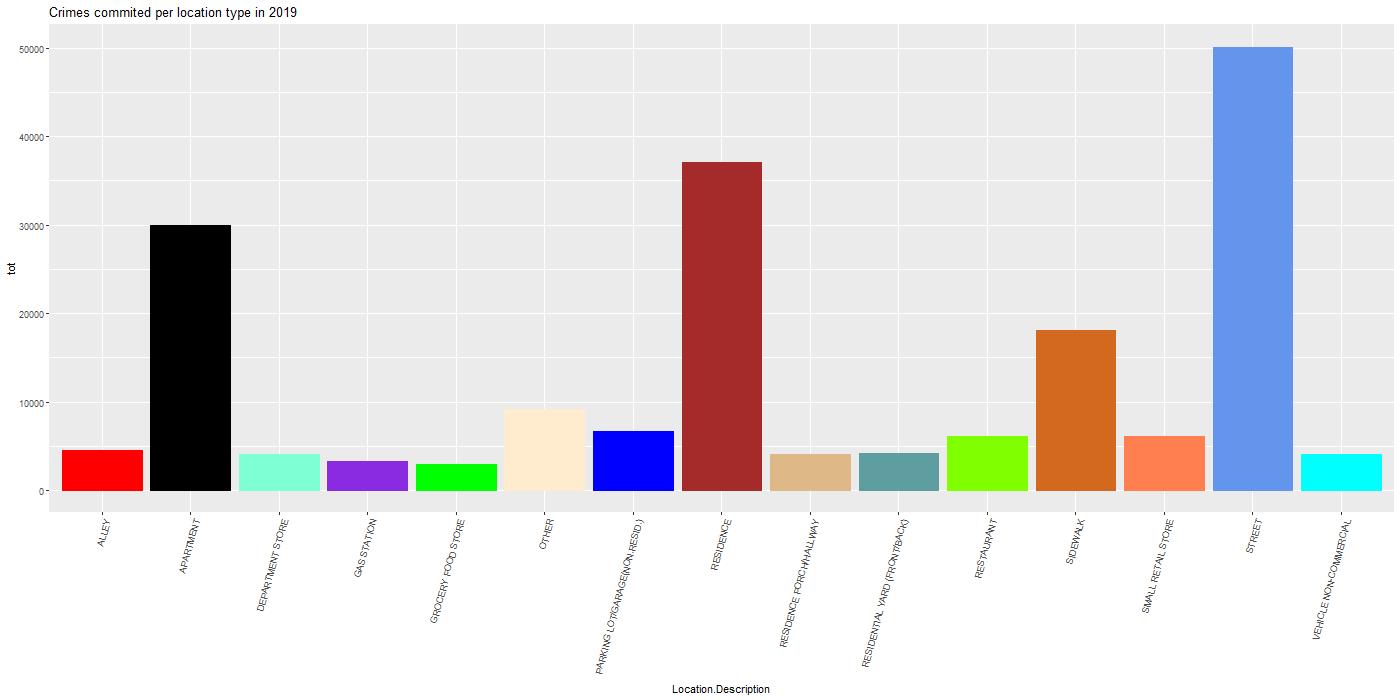 Crimes commited per location type in 2019
50000
40000
30000
20000
10000
0
tot
ALLEY
APARTMENT
DEPARTMENT STORE
GAS STATION
GROCERY FOOD STORE
OTHER
PARKING LOT/GARAGE(NON.RESID.)
RESIDENCE
RESIDENCE PORCH/HALLWAY
RESIDENTIAL YARD (FRONT/BACK)
RESTAURANT
SIDEWALK
SMALL RETAIL STORE
STREET
VEHICLE NON-COMMERCIAL
Location.Description